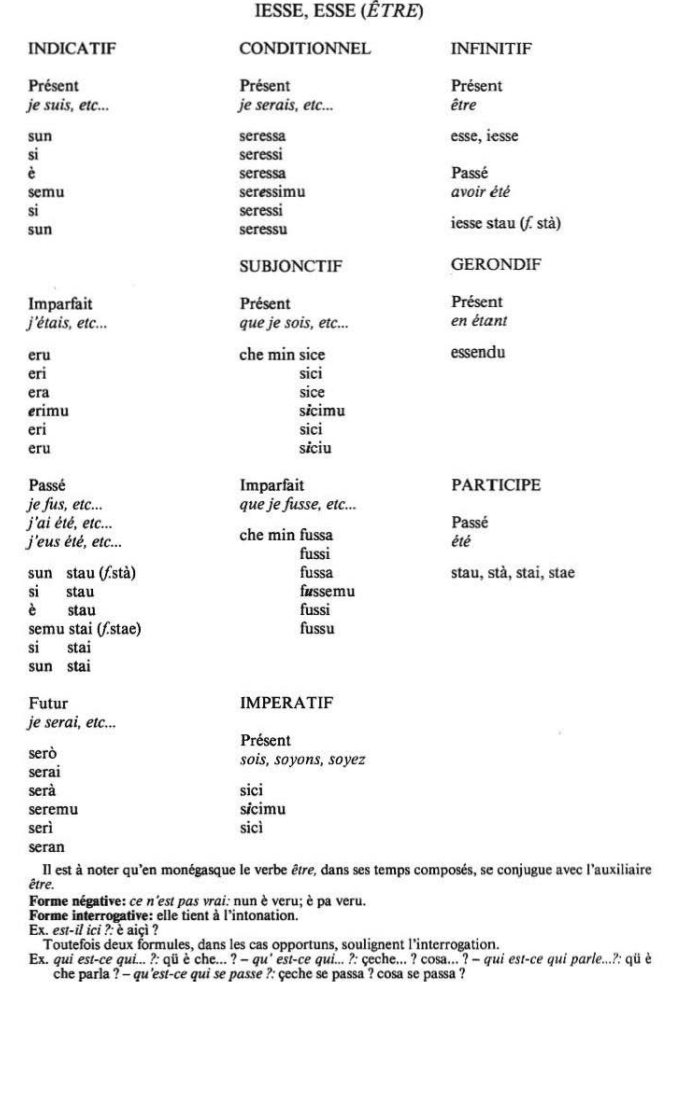 IESSE, ESSE (ÊTRE)
INDICATIF
Présent
je suis, etc...
sun
si
è
semu
si
sun
Imparfait
j'étais, etc...
eru
eri
era
erimu
eri
eru
Passé
je fus, etc...
j'ai été, etc...
j'eus été, etc...
sun stau (f.stà)
si stau
è stau
semu stai (f.stae)
si stai
sun stai
Futur
je serai, etc...
serò
serai
serà
seremu
serì
seran
CONDITIONNEL
Présent
je serais, etc...
seressa
seressi
seressa
seressimu
seressi
seressu
SUBJONCTIF
Présent
que je sois, etc...
che min sice
sici
sice
sicimu
sici
siciu
Imparfait
que je fusse, etc...
che min fussa
fussi
fussa
fussemu
fussi
fussu
IMPERATIF
Présent
sois, soyons, soyez
sici
sicimu
sicì
INFINITIF
Présent
être
esse, iesse
Passé
avoir été
iesse stau (f. stà)
GERONDIF
Présent
en étant
essendu
PARTICIPE
Passé
été
stau, stà, stai, stae
Il est à noter qu'en monégasque le verbe être, dans ses temps composés, se conjugue avec l'auxiliaire
être.
Forme négative: ce n'est pas vrai: nun è veru; è pa veru.
Forme interrogative: elle tient à l'intonation.
Ex. est-il ici ?: è aiçì ?
Toutefois deux formules, dans les cas opportuns, soulignent l'interrogation.
Ex. qui est-ce qui... ?: qü è che... ? – qu' est-ce qui... ?: çeche... ? cosa... ? – qui est-ce qui parle...?: qü è
che parla ? – qu'est-ce qui se passe ?: çeche se passa ? cosa se passa ?